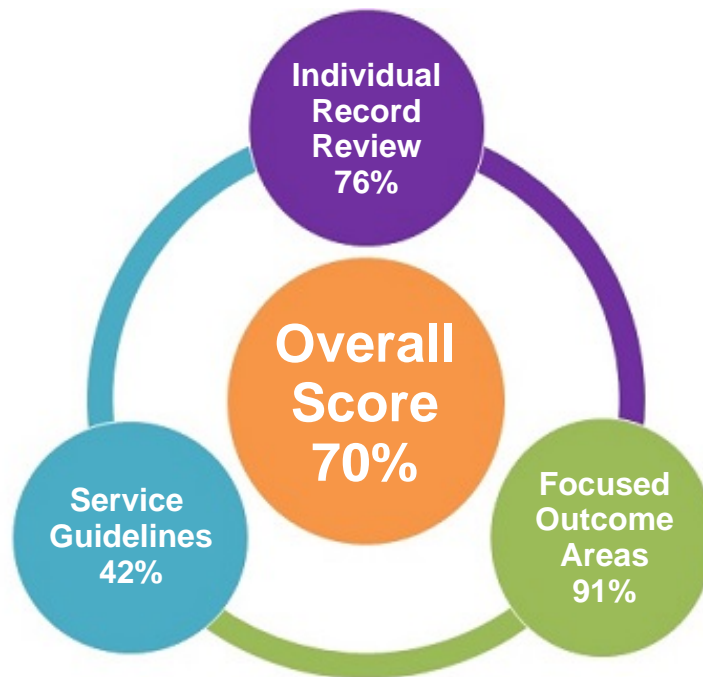 Individual
Record
Review
76%
Overall
Score
70%
Service
Guidelines
42%
Focused
Outcome
Areas
91%